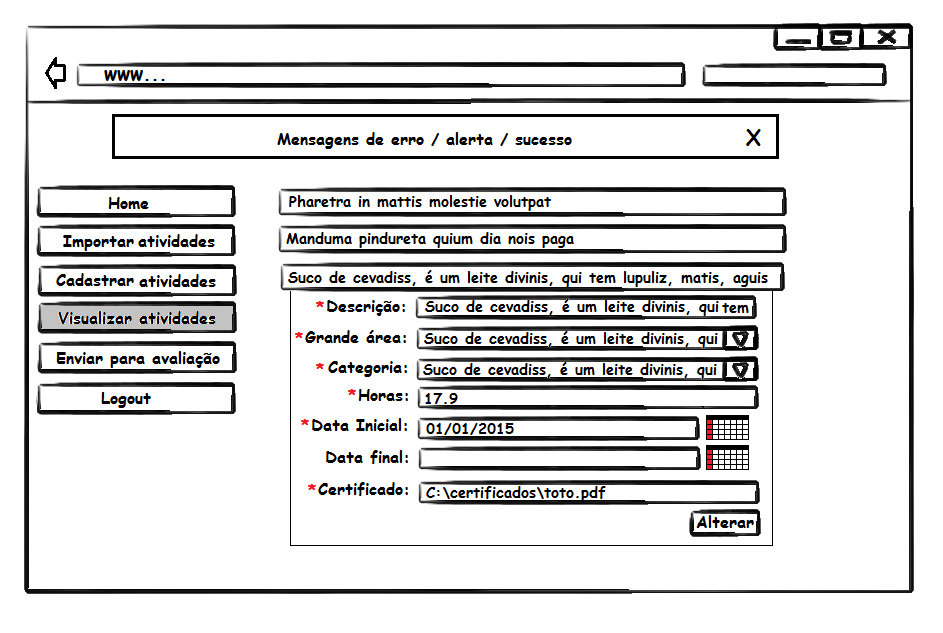 www...
Mensagens de erro / alerta / sucesso X
Home
Importar atividades
Cadastrar atividades
Visualizar atividades
Enviar para avaliação
Logout
Pharetra in mattis molestie volutpat
Manduma pindureta quium dia nois paga
Suco de cevadiss, é um leite divinis, qui tem lupuliz, matis, aguis
*Descrição: Suco de cevadiss, é um leite divinis, qui tem
*Grande área: Suco de cevadiss, é um leite divinis, qui
*Categoria: Suco de cevadiss, é um leite divinis, qui
*Horas: 17.9
*Data Inicial: 01/01/2015
Data final:
*Certificado: C:\certificados\toto.pdf
Alterar